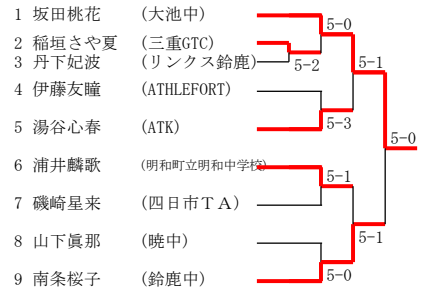 1 坂田桃花 (大池中)
5-0
2 稲垣さや夏 (三重GTC)
3 丹下妃波 (リンクス鈴鹿) 5-2 5-1
4 伊藤友瞳 (ATHLEFORT)
5 湯谷心春 (ATK) 5-3
5-0
6 浦井麟歌 (明和町立明和中学校)
5-1
7 磯崎星来 (四日市TA)
5-1
8 山下眞那 (暁中)
9 南条桜子 (鈴鹿中) 5-0